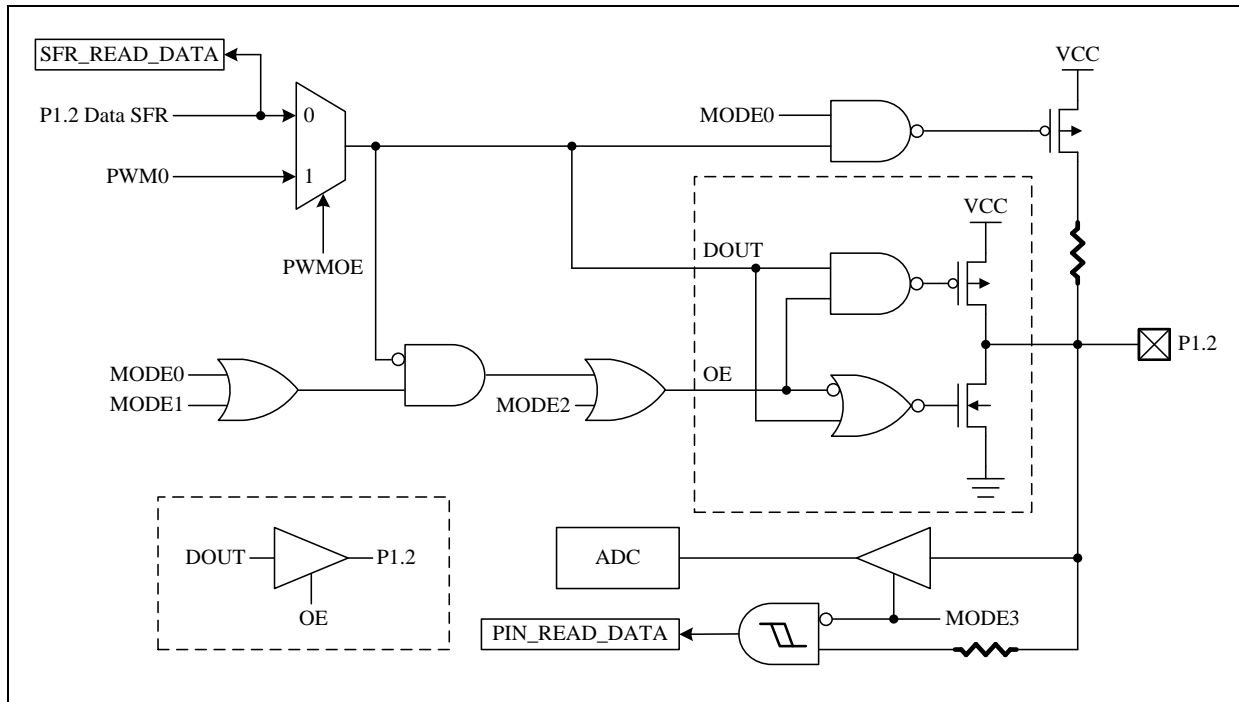 SFR_READ_DATA
VCC
P1.2 Data SFR
0
MODE0
PWM0
1
VCC
PWMOE
DOUT
P1.2
MODE0
MODE1
OE
MODE2
DOUT
P1.2
OE
ADC
MODE3
PIN_READ_DATA